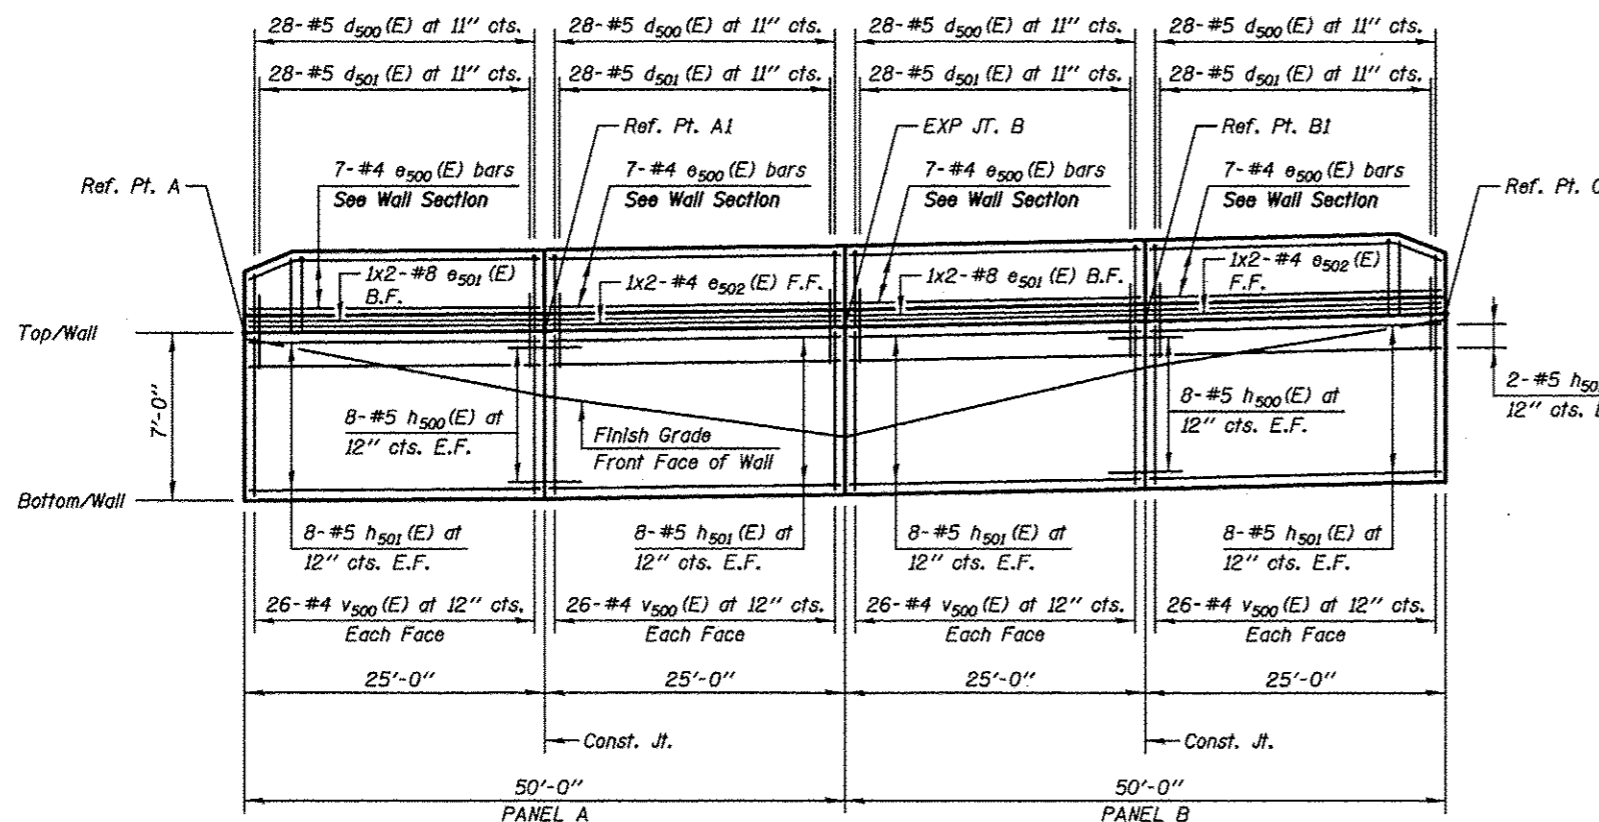 28-#5 d500(E) at 11" cts. 28-#5 d500(E) at 11" cts. 28-#5 d500(E) at 11" cts. 28-#5 d500(E) at 11" cts.
28-#5 d501(E) at 11" cts. 28-#5 d501(E) at 11" cts. 28-#5 d501(E) at 11" cts. 28-#5 d501(E) at 11" cts.
Ref. Pt. A1
EXP JT. B
Ref. Pt. B1
7-#4 e500(E) bars
See Wall Section
7-#4 e500(E) bars
See Wall Section
7-#4 e500(E) bars
See Wall Section
7-#4 e500(E) bars
See Wall Section
Ref. Pt. A
Ref. Pt.
1x2-#8 e501(E)
B.F.
1x2-#4 e502(E) F.F.
1x2-#8 e501(E) B.F.
1x2-#4 e502(E)
F.F.
Top/Wall
7'-0"
Bottom/Wall
8-#5 h500(E) at
12" cts. E.F.
Finish Grade
Front Face of Wall
8-#5 h500(E) at
12" cts. E.F.
2-#5 h501
12" cts.
8-#5 h501(E) at
12" cts. E.F.
8-#5 h501(E) at
12" cts. E.F.
8-#5 h501(E) at
12" cts. E.F.
8-#5 h501(E) at
12" cts. E.F.
26-#4 v500(E) at 12" cts.
Each Face
26-#4 v500(E) at 12" cts.
Each Face
26-#4 v500(E) at 12" cts.
Each Face
26-#4 v500(E) at 12" cts.
Each Face
25'-0" 25'-0" 25'-0" 25'-0"
Const. Jt.
Const. Jt.
50'-0"
PANEL A
50'-0"
PANEL B